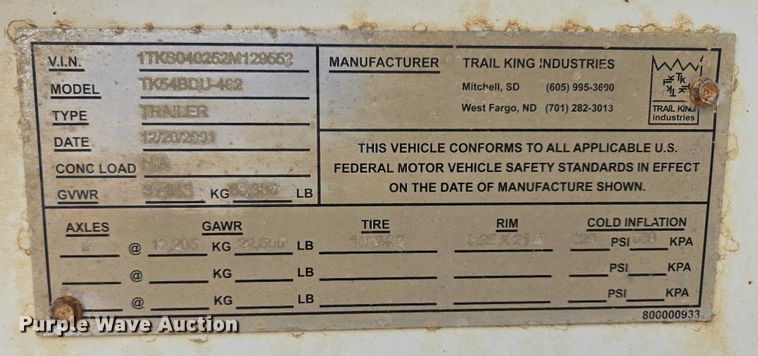 V.I.N. 1TKS040252M129552
MODEL TK54BDU-402
TYPE TRAILER
DATE 12/20/2001
CONC LOAD N/A
GVWR KG LB
MANUFACTURER TRAIL KING INDUSTRIES
Mitchell, SD (605) 995-3690
West Fargo, ND (701) 282-3013
TK
TRAIL KING
industries
THIS VEHICLE CONFORMS TO ALL APPLICABLE U.S.
FEDERAL MOTOR VEHICLE SAFETY STANDARDS IN EFFECT
ON THE DATE OF MANUFACTURE SHOWN.
AXLES GAWR TIRE RIM COLD INFLATION
2 @ KG LB PSI KPA
@ KG LB PSI KPA
@ KG LB PSI KPA
800000933
Purple Wave Auction